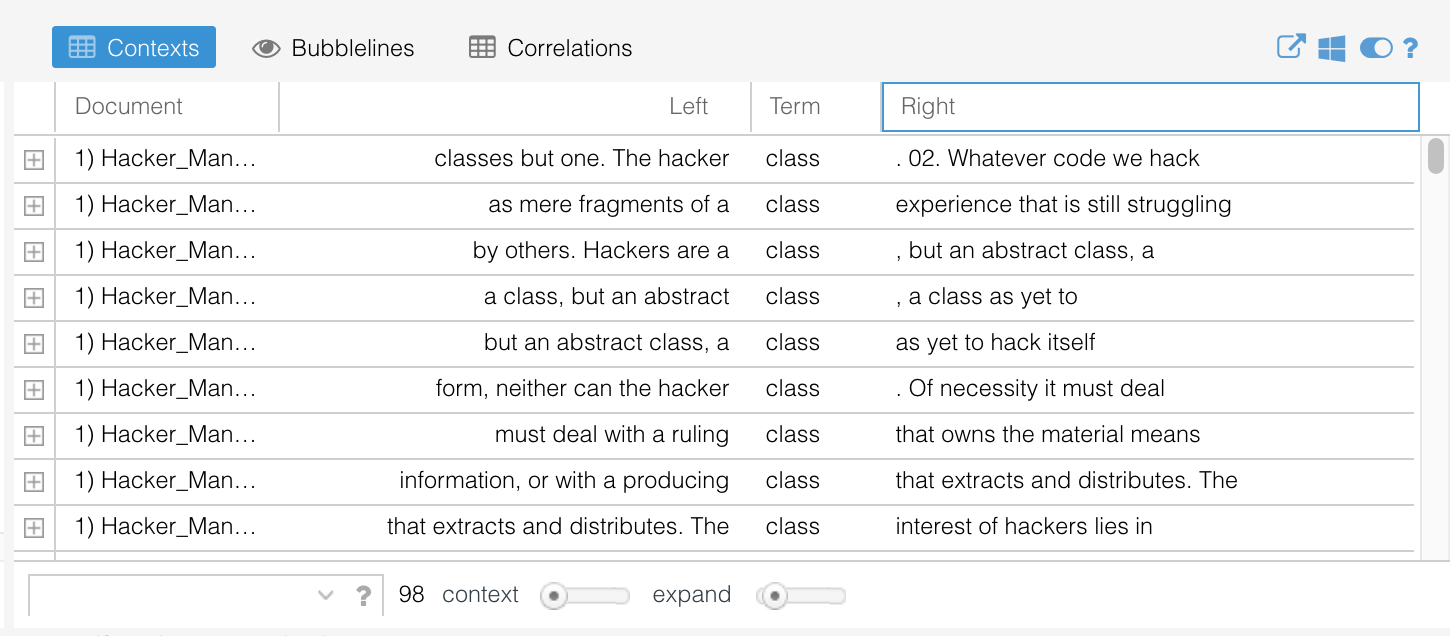 Contexts Bubblelines Correlations ?
Document Left Term Right
1) Hacker_Man... classes but one. The hacker class . 02. Whatever code we hack
1) Hacker_Man... as mere fragments of a class experience that is still struggling
1) Hacker_Man... by others. Hackers are a class , but an abstract class, a
1) Hacker_Man... a class, but an abstract class , a class as yet to
1) Hacker_Man... but an abstract class, a class as yet to hack itself
1) Hacker_Man... form, neither can the hacker class . Of necessity it must deal
1) Hacker_Man... must deal with a ruling class that owns the material means
1) Hacker_Man... information, or with a producing class that extracts and distributes. The
1) Hacker_Man... that extracts and distributes. The class interest of hackers lies in
? 98 context expand